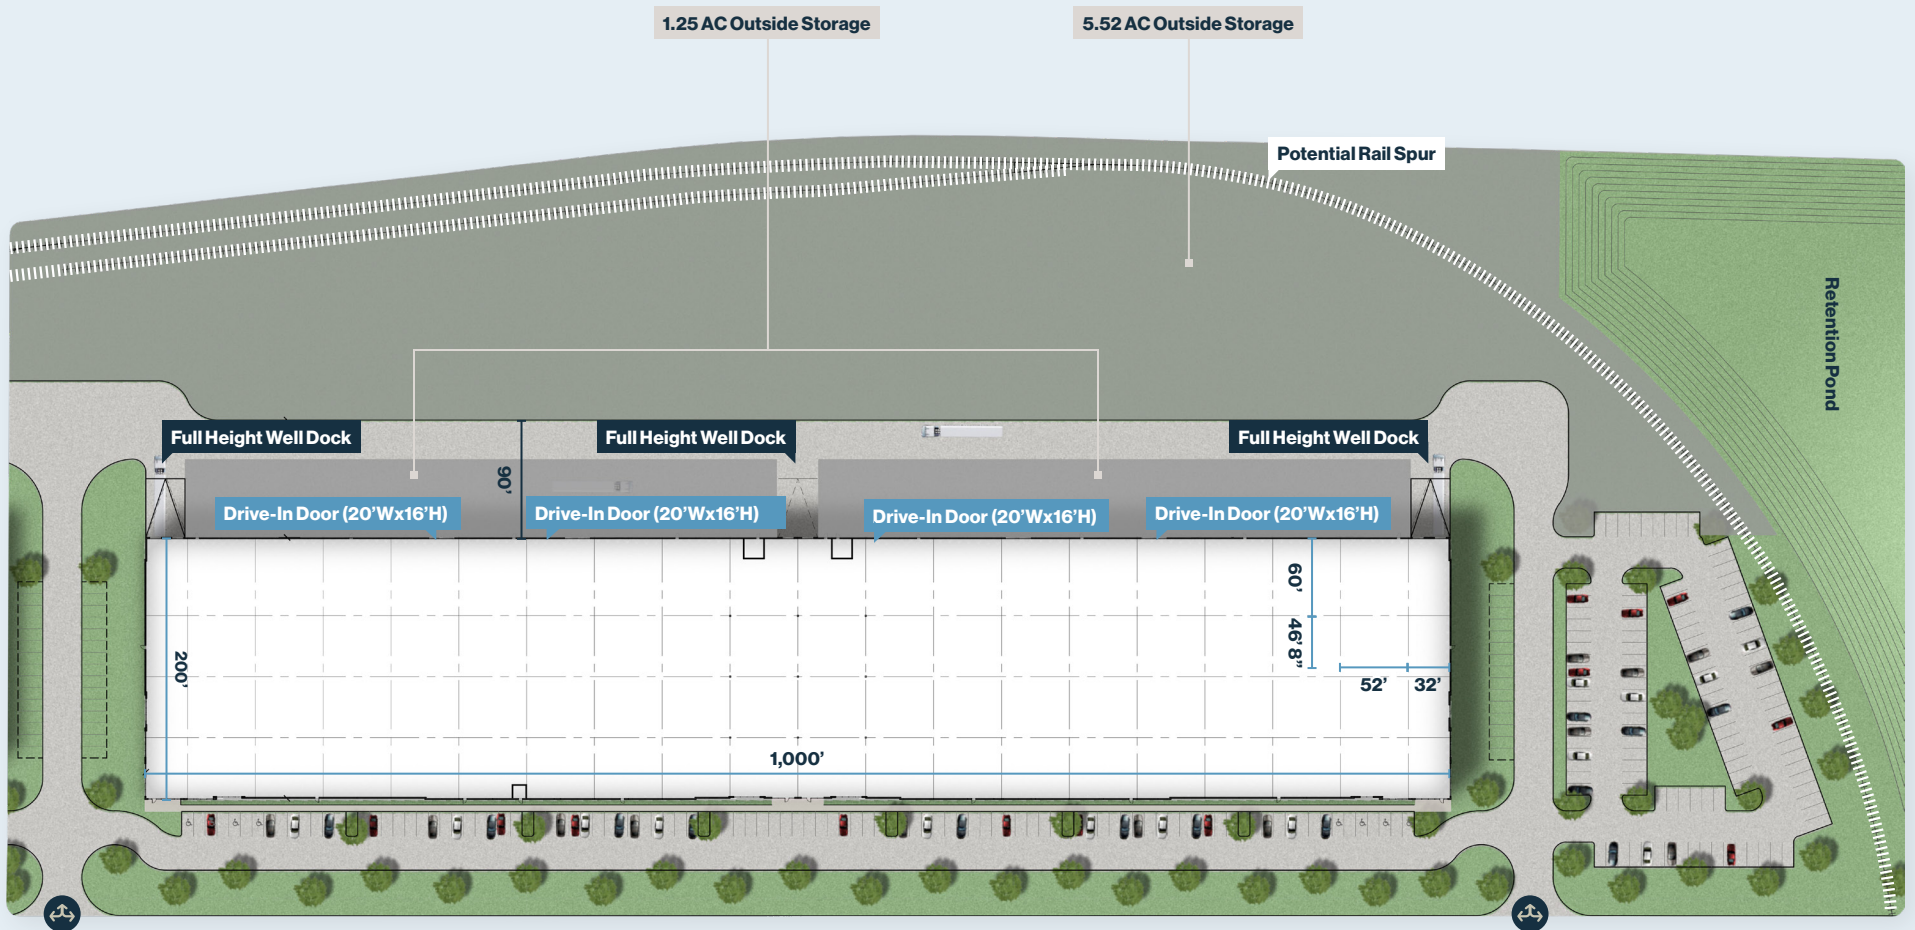 1.25 AC Outside Storage
5.52 AC Outside Storage
Potential Rail Spur
Retention Pond
Full Height Well Dock
Full Height Well Dock
Full Height Well Dock
90’
Drive-In Door (20’Wx16’H)
Drive-In Door (20’Wx16’H)
Drive-In Door (20’Wx16’H)
Drive-In Door (20’Wx16’H)
60’
46’ 8”
200’
52’
32’
1,000’